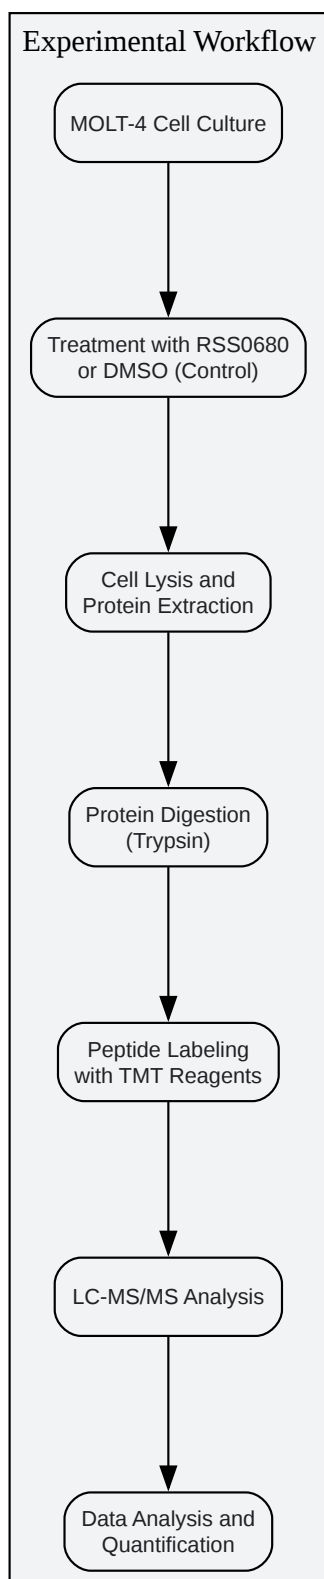 Experimental Workflow
MOLT-4 Cell Culture
Treatment with RSS0680
or DMSO (Control)
Cell Lysis and
Protein Extraction
Protein Digestion
(Trypsin)
Peptide Labeling
with TMT Reagents
LC-MS/MS Analysis
Data Analysis and
Quantification